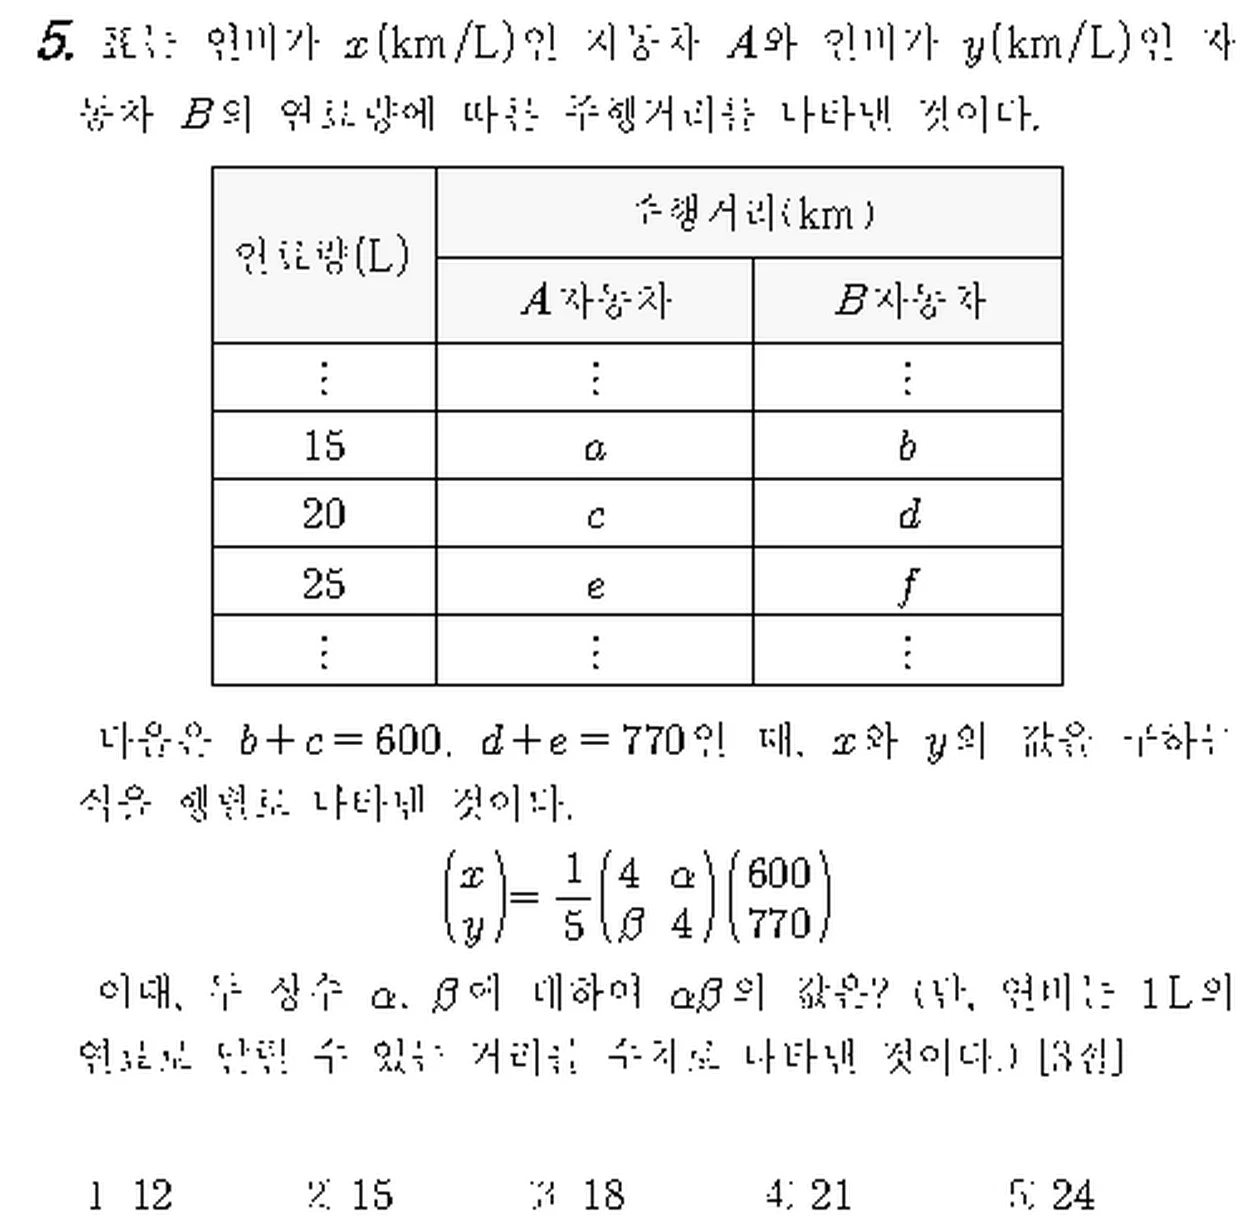 5. 표는 연비가 x(km/L)인 자동차 A와 연비가 y(km/L)인 자
동차 B의 연료량에 따른 주행거리를 나타낸 것이다.
연료량(L) 주행거리(km)
A자동차 B자동차
⋮ ⋮ ⋮
15 a b
20 c d
25 e f
⋮ ⋮ ⋮
다음은 b+c=600, d+e=770일 때, x와 y의 값을 구하는
식을 행렬로 나타낸 것이다.
(x y) = 1/5 (4 α β 4)(600 770)
이때, 두 상수 α, β에 대하여 αβ의 값은? (단, 연비는 1L의
연료로 달릴 수 있는 거리를 수치로 나타낸 것이다.) [3점]
1 12 2 15 3 18 4 21 5 24